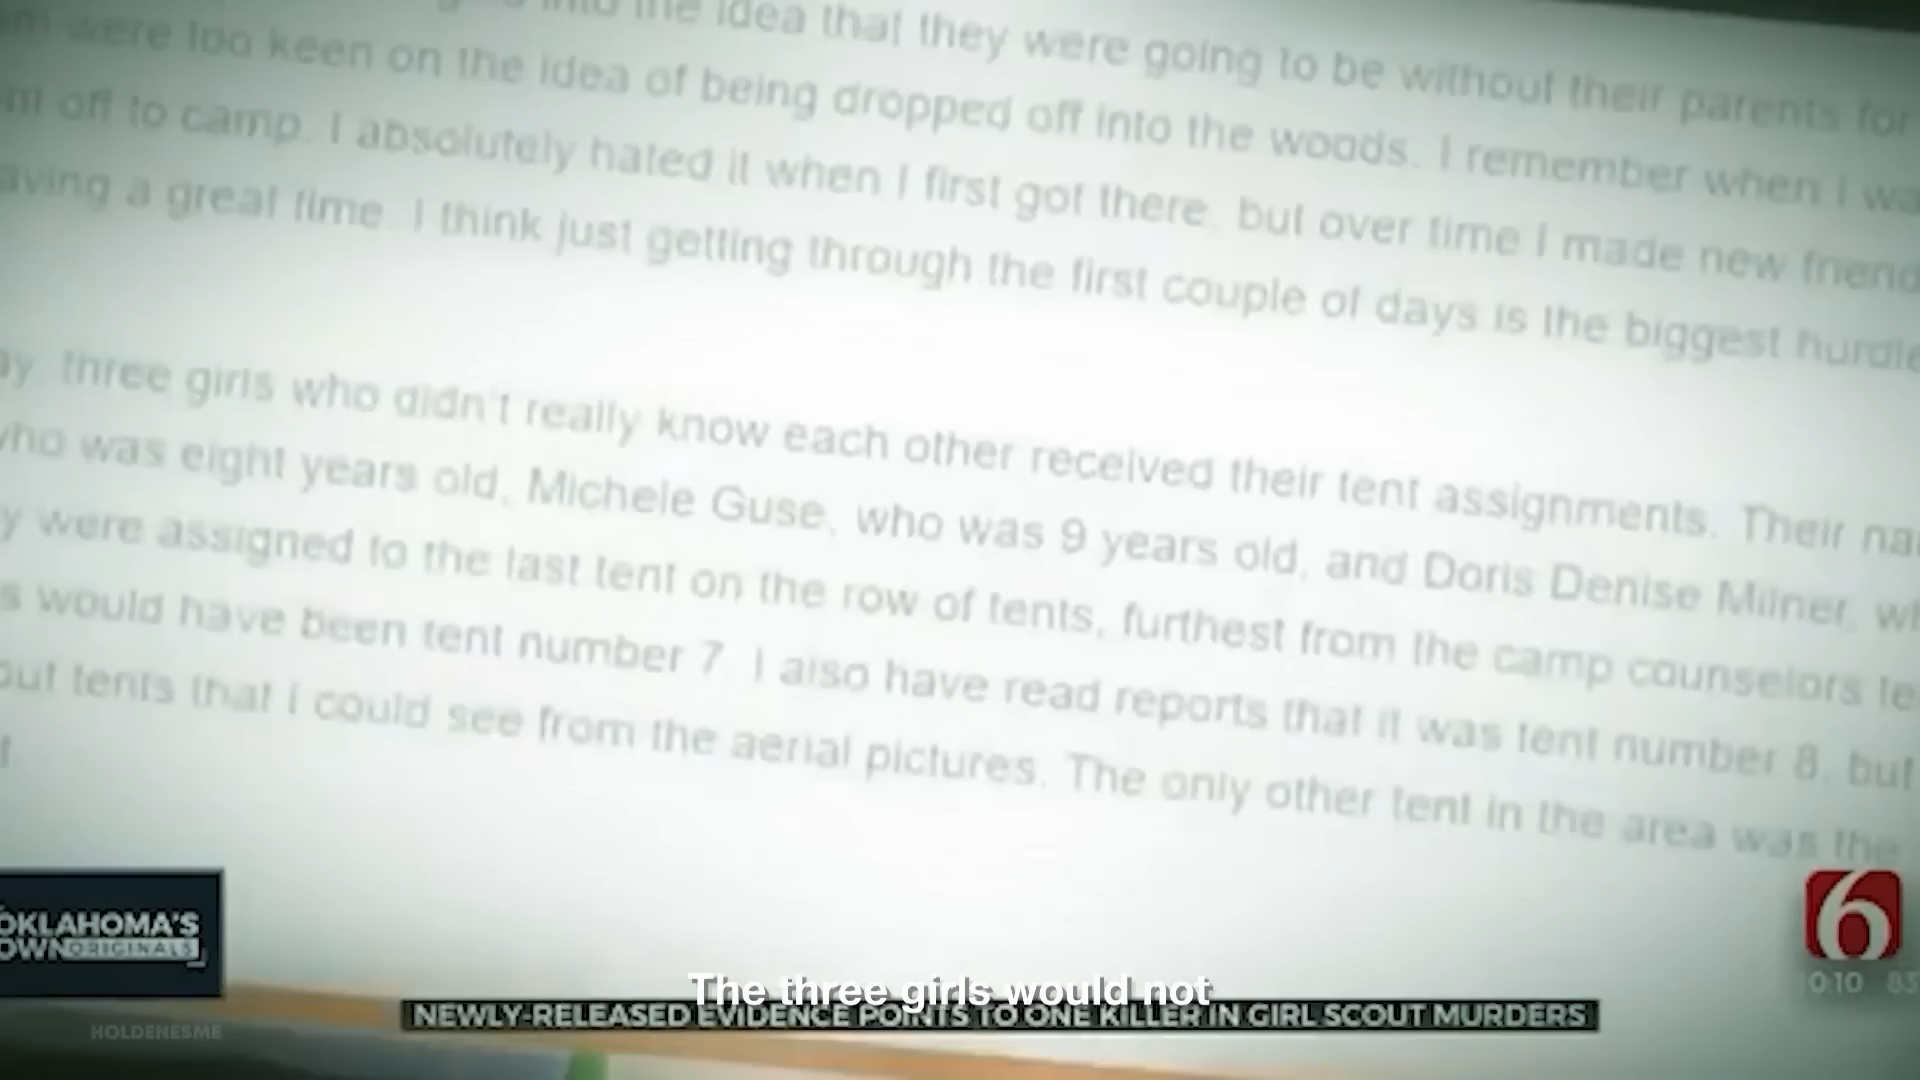 into the idea that they were going to be without their parents for
were too keen on the idea of being dropped off into the woods. I remember when I wa
nt off to camp. I absolutely hated it when I first got there, but over time I made new friend
aving a great time. I think just getting through the first couple of days is the biggest hurdle
ay, three girls who didn't really know each other received their tent assignments. Their na
who was eight years old, Michele Guse, who was 9 years old, and Doris Denise Milner, wh
y were assigned to the last tent on the row of tents, furthest from the camp counselors te
s would have been tent number 7. I also have read reports that it was tent number 8, but
out tents that I could see from the aerial pictures. The only other tent in the area was the
t
OKLAHOMA'S
OWN ORIGINALS
6
10:10 83
The three girls would not
NEWLY-RELEASED EVIDENCE POINTS TO ONE KILLER IN GIRL SCOUT MURDERS
HOLDENESME